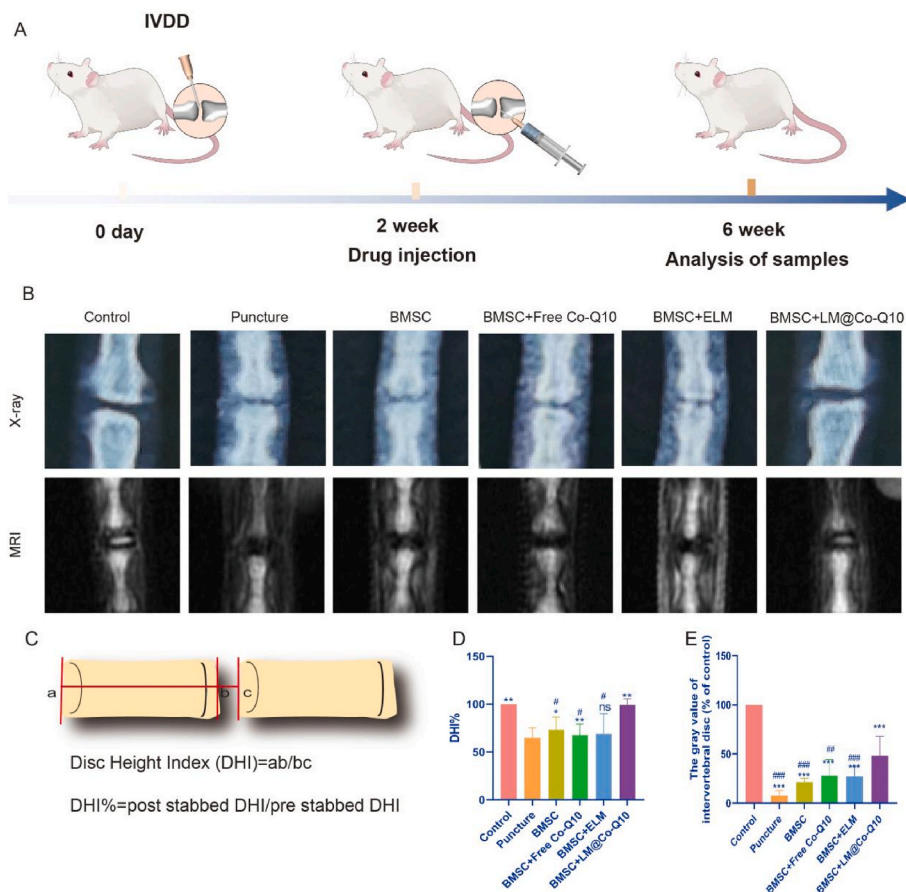 A
IVDD
0 day
2 week
Drug injection
6 week
Analysis of samples
B
Control
Puncture
BMSC
BMSC+Free Co-Q10
BMSC+ELM
BMSC+LM@Co-Q10
X-ray
MRI
C
a
b
c
Disc Height Index (DHI)=ab/bc
DHI%=post stabbed DHI/pre stabbed DHI
D
DHI%
150
100
50
0
**
#
*
#
**
#
ns
**
Control
Puncture
BMSC
BMSC+Free Co-Q10
BMSC+ELM
BMSC+LM@Co-Q10
E
The gray value of
intervertebral disc (% of control)
150
100
50
0
###
***
###
***
##
***
###
***
***
Control
Puncture
BMSC
BMSC+Free Co-Q10
BMSC+ELM
BMSC+LM@Co-Q10